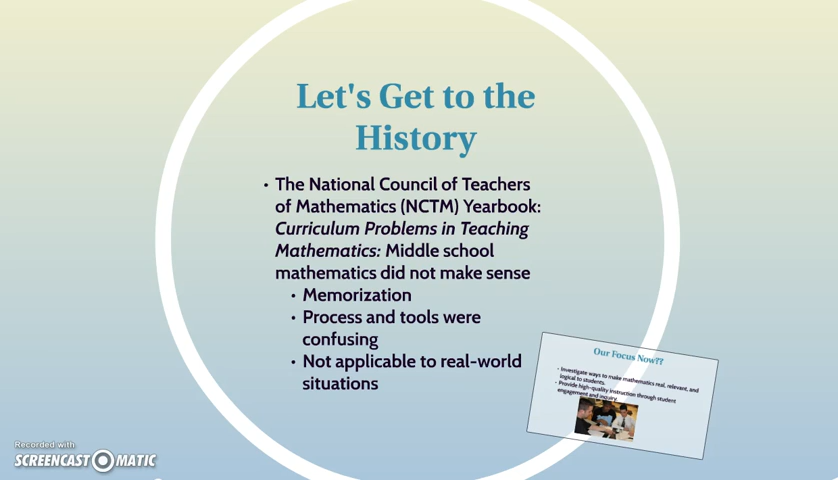 Let's Get to the
History
• The National Council of Teachers
of Mathematics (NCTM) Yearbook:
Curriculum Problems in Teaching
Mathematics: Middle school
mathematics did not make sense
• Memorization
• Process and tools were
confusing
• Not applicable to real-world
situations
Our Focus Now??
• Investigate ways to make mathematics real, relevant, and
logical to students.
• Provide high-quality instruction through student
engagement and inquiry.
Recorded with
SCREENCAST MATIC